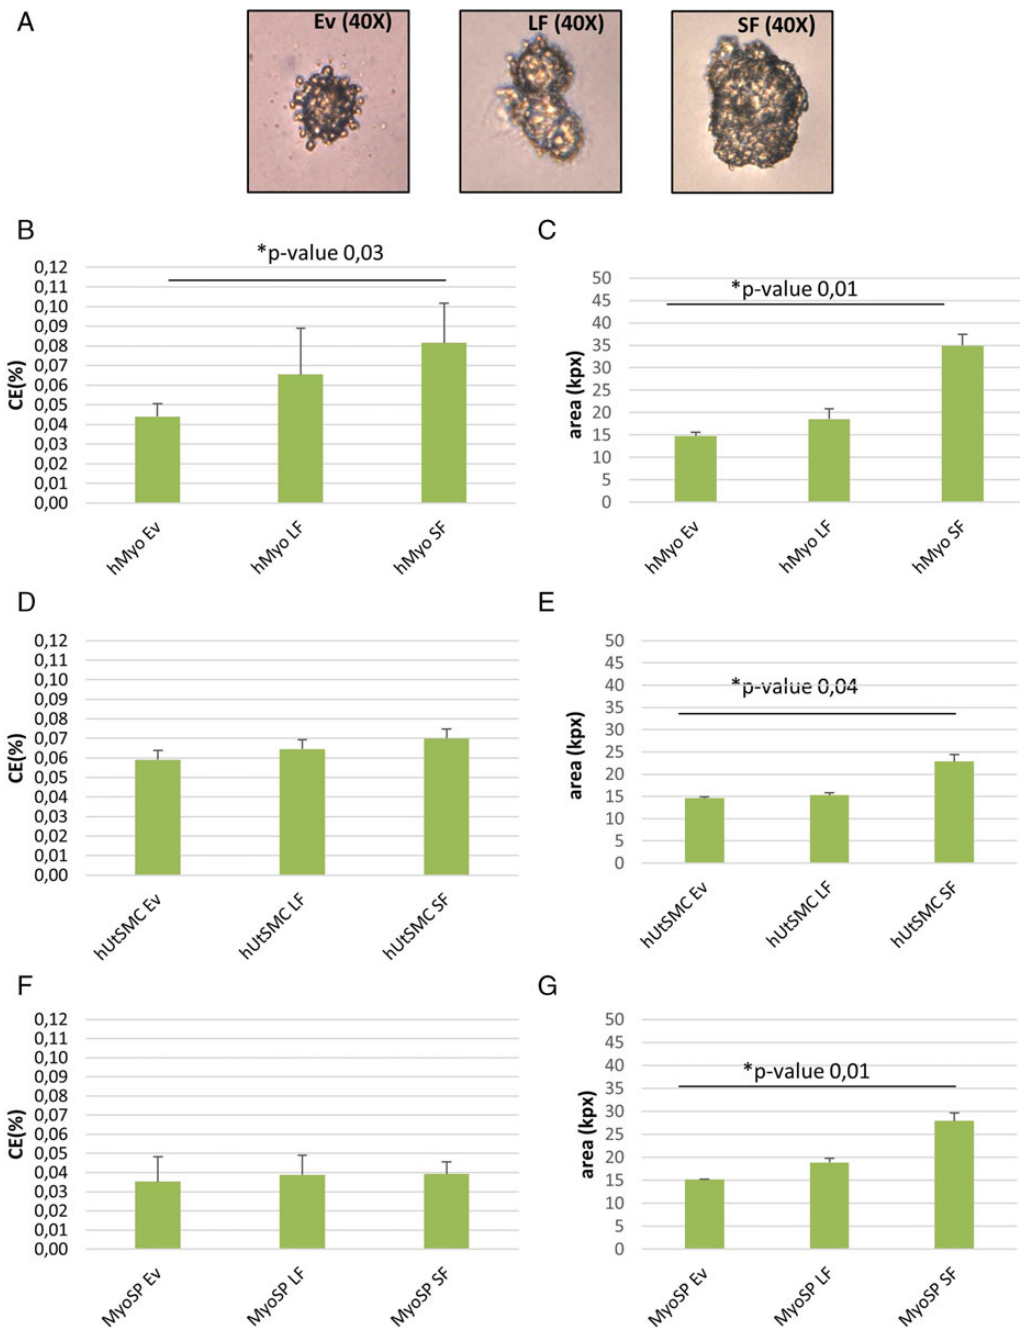 A
Ev (40X)
LF (40X)
SF (40X)
B
*p-value 0,03
0,12
0,11
0,10
0,09
0,08
0,07
0,06
0,05
0,04
0,03
0,02
0,01
0,00
CE(%)
hMyo Ev
hMyo LF
hMyo SF
C
*p-value 0,01
50
45
40
35
30
25
20
15
10
5
0
area (kpx)
hMyo Ev
hMyo LF
hMyo SF
D
0,12
0,11
0,10
0,09
0,08
0,07
0,06
0,05
0,04
0,03
0,02
0,01
0,00
CE(%)
hUtSMC Ev
hUtSMC LF
hUtSMC SF
E
*p-value 0,04
50
45
40
35
30
25
20
15
10
5
0
area (kpx)
hUtSMC Ev
hUtSMC LF
hUtSMC SF
F
0,12
0,11
0,10
0,09
0,08
0,07
0,06
0,05
0,04
0,03
0,02
0,01
0,00
CE(%)
MyoSP Ev
MyoSP LF
MyoSP SF
G
*p-value 0,01
50
45
40
35
30
25
20
15
10
5
0
area (kpx)
MyoSP Ev
MyoSP LF
MyoSP SF